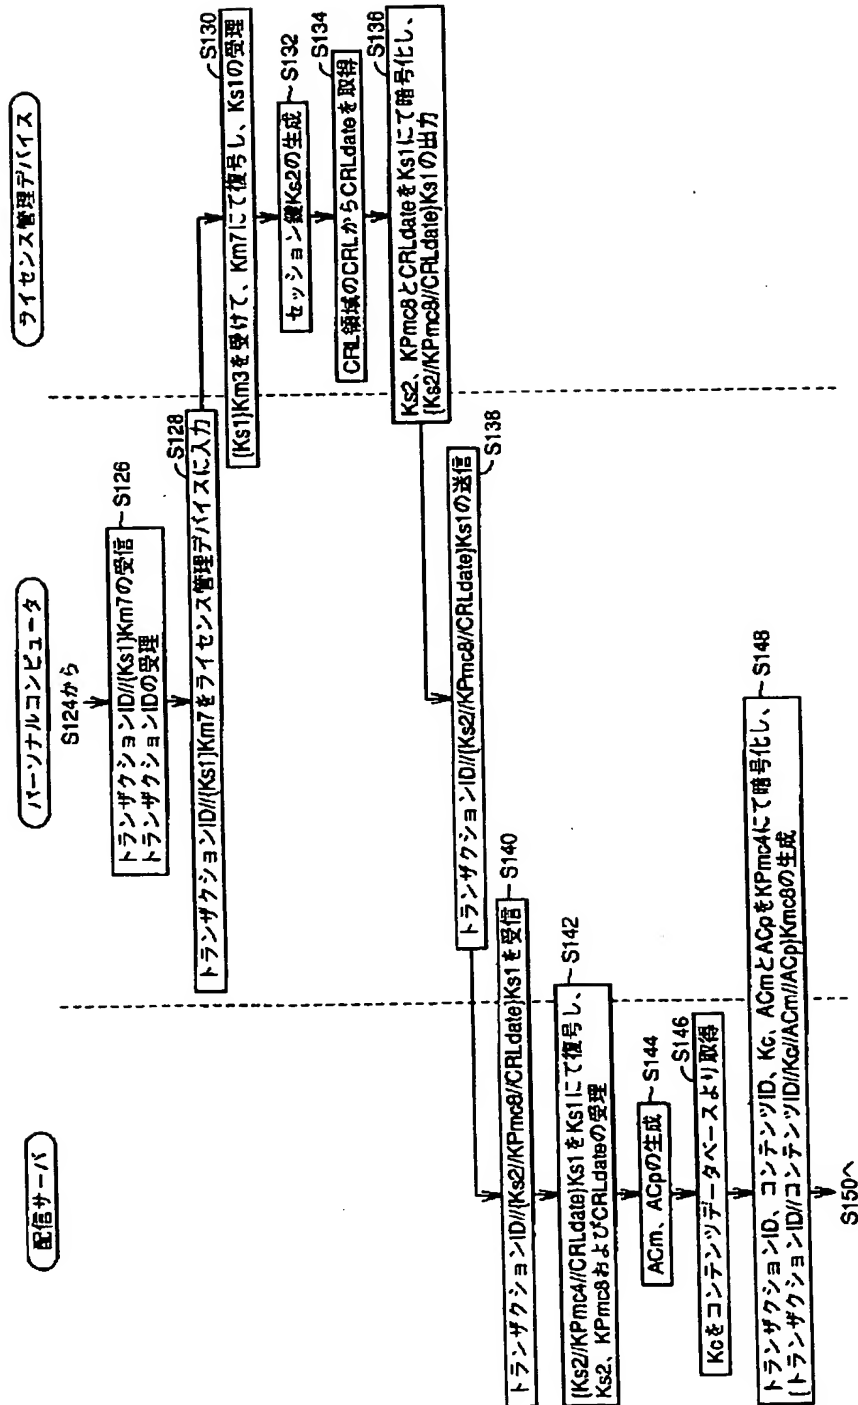 配信サーバ
パーソナルコンピュータ
ライセンス管理デバイス
S124から
トランザクションID//{Ks1}Km7の受信
トランザクションIDの受理
S126
トランザクションID//{Ks1}Km7をライセンス管理デバイスに入力
S128
{Ks1}Km3を受けて、Km7にて復号し、Ks1の受理
S130
セッション鍵Ks2の生成
S132
CRL領域のCRLからCRLdateを取得
S134
Ks2、KPmc8とCRLdateをKs1にて暗号化し、
{Ks2//KPmc8//CRLdate}Ks1の出力
S136
トランザクションID//{Ks2//KPmc8//CRLdate}Ks1の送信
S138
トランザクションID//{Ks2//KPmc8//CRLdate}Ks1を受信
S140
{Ks2//KPmc4//CRLdate}Ks1をKs1にて復号し、
Ks2、KPmc8およびCRLdateの受理
S142
ACm、ACpの生成
S144
Kcをコンテンツデータベースより取得
S146
トランザクションID、コンテンツID、Kc、ACmとACpをKPmc4にて暗号化し、
{トランザクションID//コンテンツID//Kc//ACm//ACp}Kmc8の生成
S148
S150へ